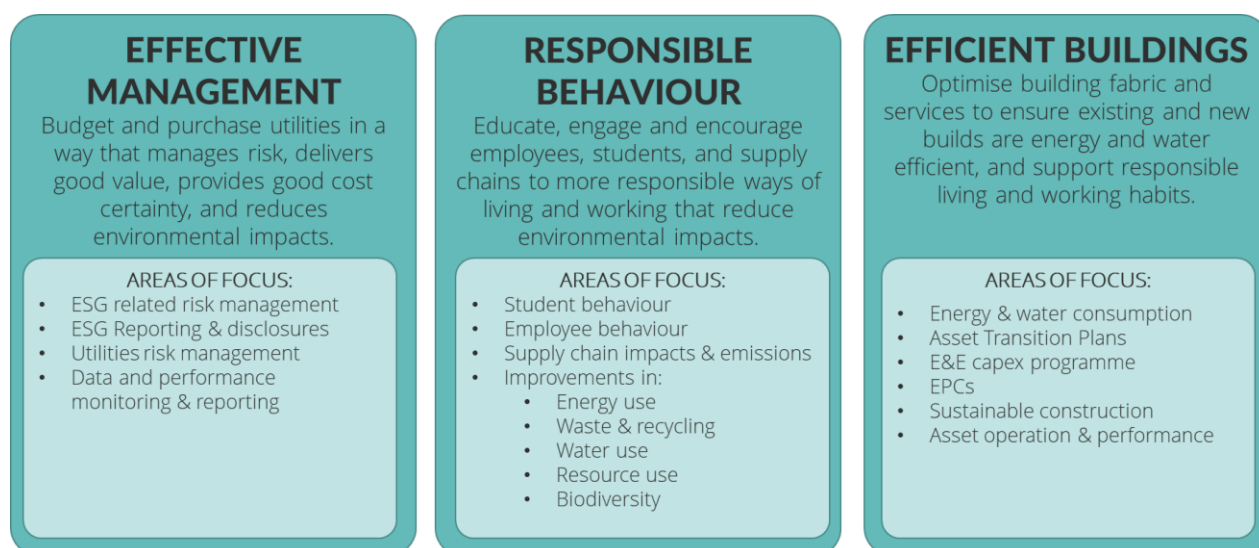 EFFECTIVE
MANAGEMENT
Budget and purchase utilities in a
way that manages risk, delivers
good value, provides good cost
certainty, and reduces
environmental impacts.
AREAS OF FOCUS:
• ESG related risk management
• ESG Reporting & disclosures
• Utilities risk management
• Data and performance
monitoring & reporting
RESPONSIBLE
BEHAVIOUR
Educate, engage and encourage
employees, students, and supply
chains to more responsible ways of
living and working that reduce
environmental impacts.
AREAS OF FOCUS:
• Student behaviour
• Employee behaviour
• Supply chain impacts & emissions
• Improvements in:
• Energy use
• Waste & recycling
• Water use
• Resource use
• Biodiversity
EFFICIENT BUILDINGS
Optimise building fabric and
services to ensure existing and new
builds are energy and water
efficient, and support responsible
living and working habits.
AREAS OF FOCUS:
• Energy & water consumption
• Asset Transition Plans
• E&E capex programme
• EPCs
• Sustainable construction
• Asset operation & performance